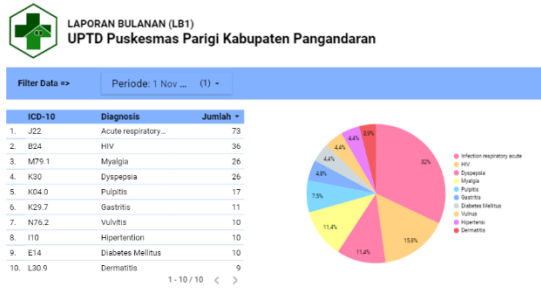 LAPORAN BULANAN (LB1)
UPTD Puskesmas Parigi Kabupaten Pangandaran
Filter Data => Periode: 1 Nov ... (1)
ICD-10 Diagnosis Jumlah
1. J22 Acute respiratory... 73
2. B24 HIV 36
3. M79.1 Myalgia 26
4. K30 Dyspepsia 26
5. K04.0 Pulpitis 17
6. K29.7 Gastritis 11
7. N76.2 Vulvitis 10
8. I10 Hipertention 10
9. E14 Diabetes Mellitus 10
10. L30.9 Dermatitis 9
1 - 10 / 10 < >
3.9%
4.4%
4.4%
4.4%
4.8%
7.5%
11.4%
11.4%
15.8%
32%
Infection respiratory acute
HIV
Dyspepsia
Myalgia
Pulpitis
Gastritis
Diabetes Mellitus
Vulnus
Hipertensi
Dermatitis